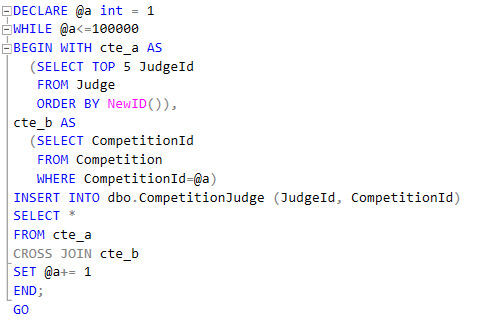 DECLARE @a int = 1
WHILE @a<=100000
BEGIN WITH cte_a AS
(SELECT TOP 5 JudgeId
FROM Judge
ORDER BY NewID()),
cte_b AS
(SELECT CompetitionId
FROM Competition
WHERE CompetitionId=@a)
INSERT INTO dbo.CompetitionJudge (JudgeId, CompetitionId)
SELECT *
FROM cte_a
CROSS JOIN cte_b
SET @a+= 1
END;
GO